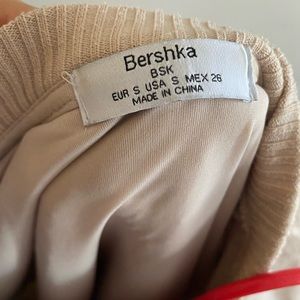 Bershka
BSK
EUR S USA S MEX 26
MADE IN CHINA